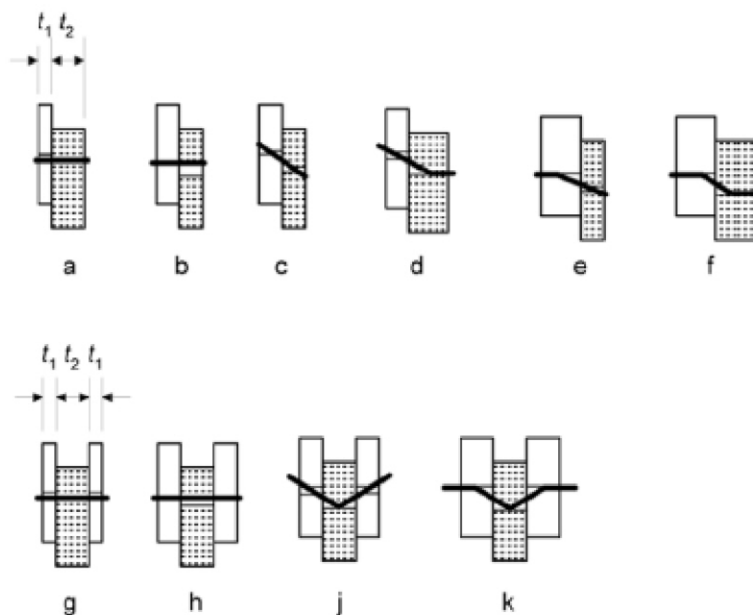 t₁ t₂
a b c d e f
t₁ t₂ t₁
g h j k